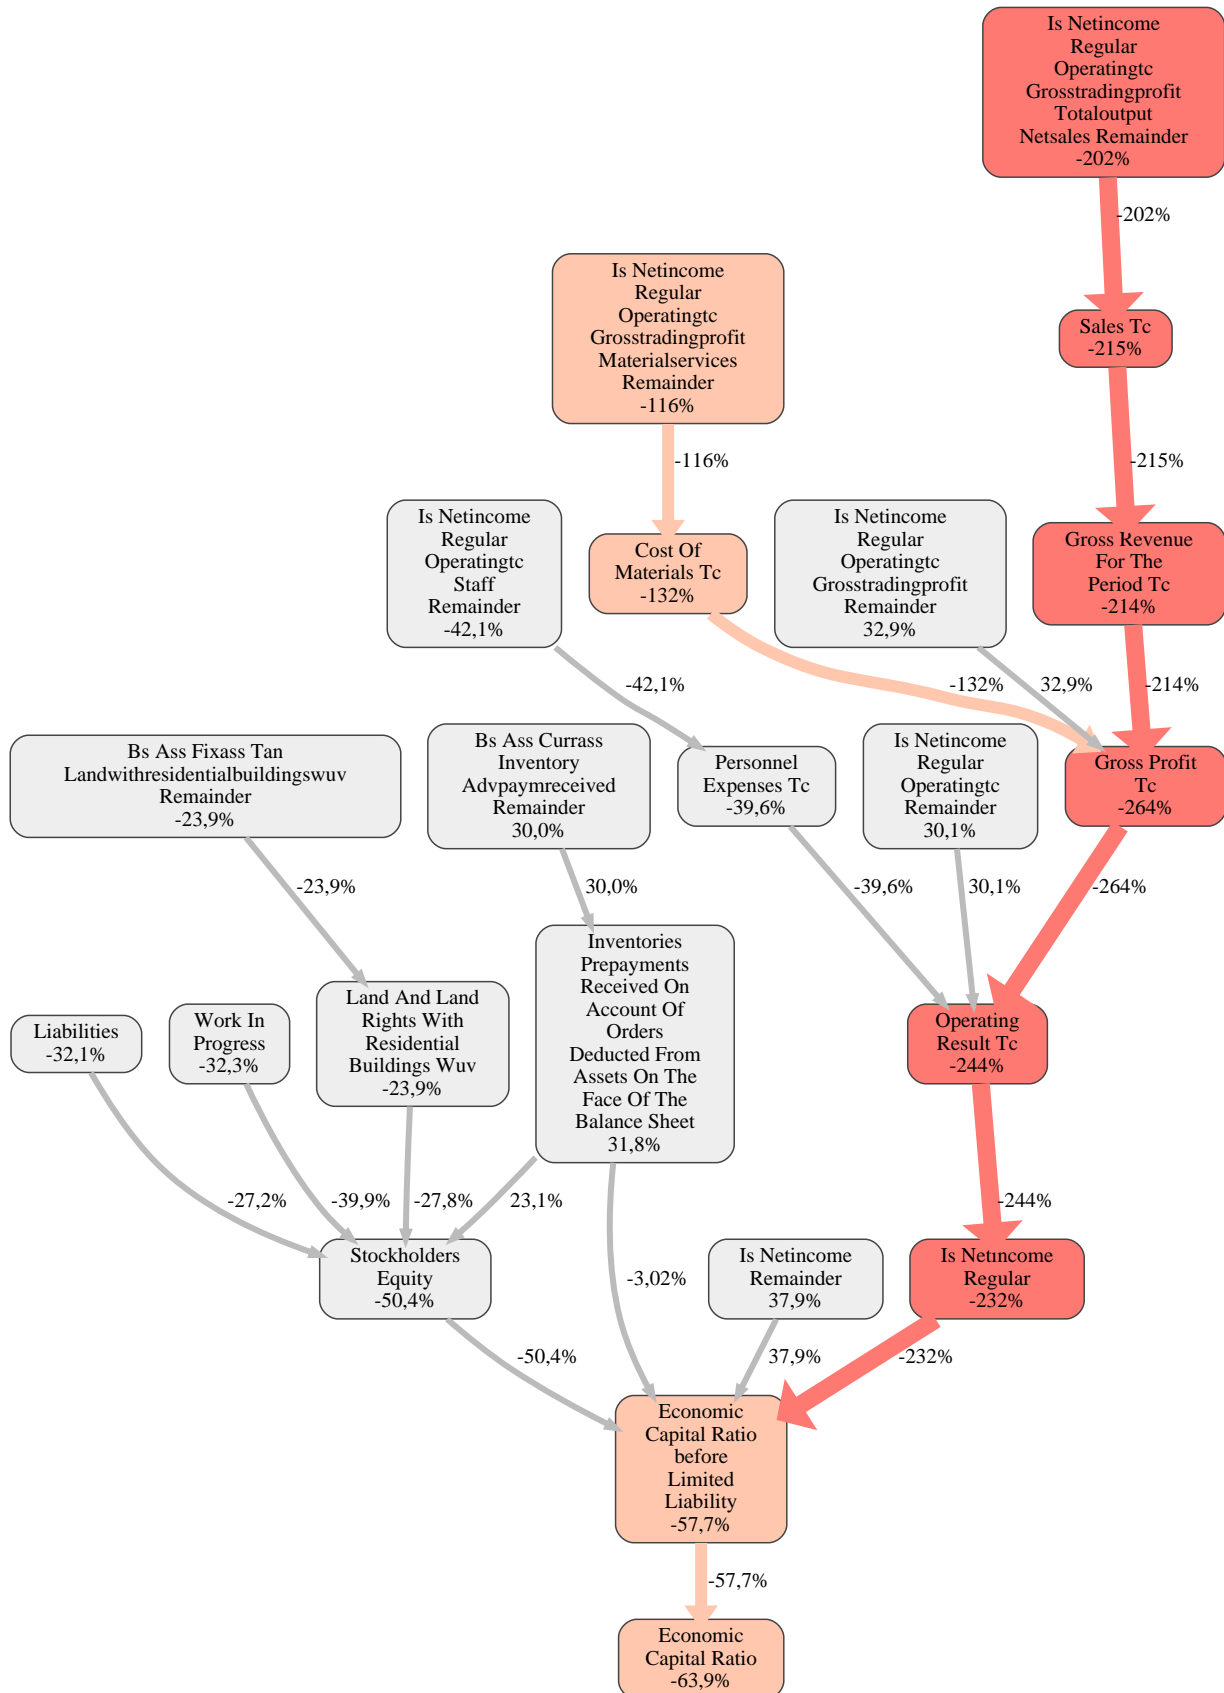 Is Netincome
Regular
Operatingtc
Grosstradingprofit
Totaloutput
Netsales Remainder
-202%
-202%
Is Netincome
Regular
Operatingtc
Grosstradingprofit
Materialservices
Remainder
-116%
Sales Tc
-215%
-116%
-215%
Is Netincome
Regular
Operatingtc
Staff
Remainder
-42,1%
Cost Of
Materials Tc
-132%
Is Netincome
Regular
Operatingtc
Grosstradingprofit
Remainder
32,9%
Gross Revenue
For The
Period Tc
-214%
-42,1%
-132%
32,9%
-214%
Bs Ass Fixass Tan
Landwithresidentialbuildingswuv
Remainder
-23,9%
Bs Ass Currass
Inventory
Advpaymreceived
Remainder
30,0%
Personnel
Expenses Tc
-39,6%
Is Netincome
Regular
Operatingtc
Remainder
30,1%
Gross Profit
Tc
-264%
-23,9%
30,0%
-39,6%
30,1%
-264%
Liabilities
-32,1%
Work In
Progress
-32,3%
Land And Land
Rights With
Residential
Buildings Wuv
-23,9%
Inventories
Prepayments
Received On
Account Of
Orders
Deducted From
Assets On The
Face Of The
Balance Sheet
31,8%
Operating
Result Tc
-244%
-27,2%
-39,9%
-27,8%
23,1%
-244%
Stockholders
Equity
-50,4%
-3,02%
Is Netincome
Remainder
37,9%
Is Netincome
Regular
-232%
-50,4%
37,9%
-232%
Economic
Capital Ratio
before
Limited
Liability
-57,7%
-57,7%
Economic
Capital Ratio
-63,9%